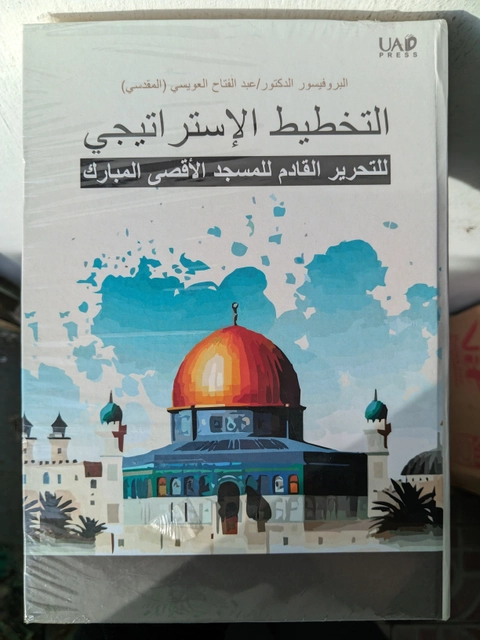 UAD
PRESS
البروفيسور الدكتور/عبد الفتاح العويسي (المقدسي)
التخطيط الإستراتيجي
للتحرير القادم للمسجد الأقصى المبارك